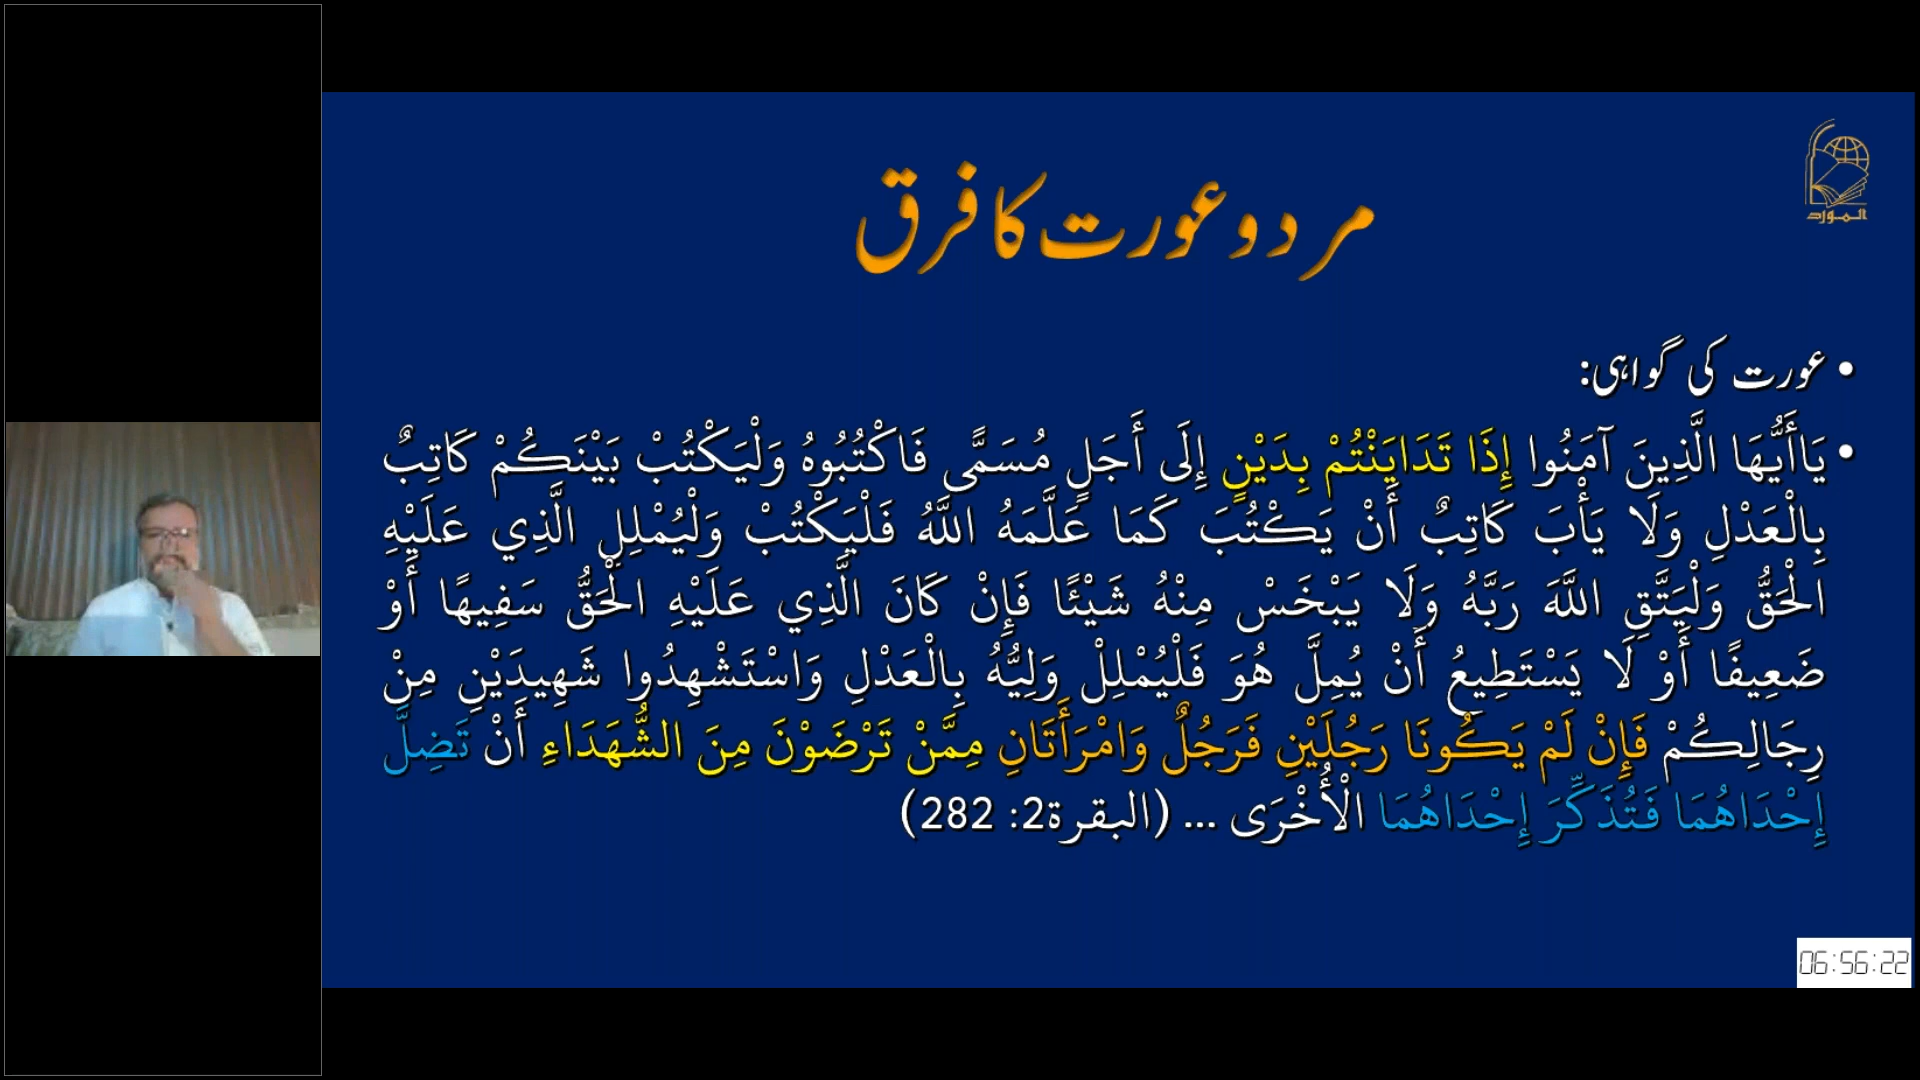 المورد
مرد و عورت کا فرق
• عورت کی گواہی:
• يَاأَيُّهَا الَّذِينَ آمَنُوا إِذَا تَدَايَنْتُمْ بِدَيْنٍ إِلَى أَجَلٍ مُسَمًّى فَاكْتُبُوهُ وَلْيَكْتُبْ بَيْنَكُمْ كَاتِبٌ
بِالْعَدْلِ وَلَا يَأْبَ كَاتِبٌ أَنْ يَكْتُبَ كَمَا عَلَّمَهُ اللَّهُ فَلْيَكْتُبْ وَلْيُمْلِلِ الَّذِي عَلَيْهِ
الْحَقُّ وَلْيَتَّقِ اللَّهَ رَبَّهُ وَلَا يَبْخَسْ مِنْهُ شَيْئًا فَإِنْ كَانَ الَّذِي عَلَيْهِ الْحَقُّ سَفِيهًا أَوْ
ضَعِيفًا أَوْ لَا يَسْتَطِيعُ أَنْ يُمِلَّ هُوَ فَلْيُمْلِلْ وَلِيُّهُ بِالْعَدْلِ وَاسْتَشْهِدُوا شَهِيدَيْنِ مِنْ
رِجَالِكُمْ فَإِنْ لَمْ يَكُونَا رَجُلَيْنِ فَرَجُلٌ وَامْرَأَتَانِ مِمَّنْ تَرْضَوْنَ مِنَ الشُّهَدَاءِ أَنْ تَضِلَّ
إِحْدَاهُمَا فَتُذَكِّرَ إِحْدَاهُمَا الْأُخْرَى ... (البقرة2: 282)
06:56:22